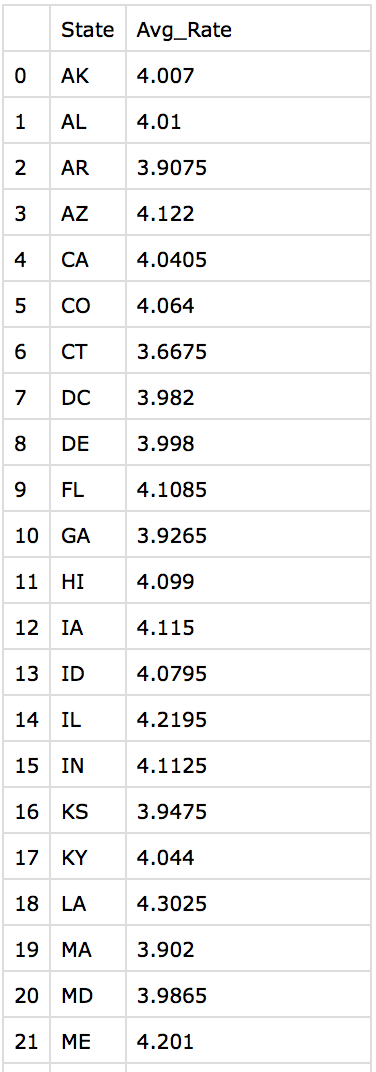 State Avg_Rate
0 AK 4.007
1 AL 4.01
2 AR 3.9075
3 AZ 4.122
4 CA 4.0405
5 CO 4.064
6 CT 3.6675
7 DC 3.982
8 DE 3.998
9 FL 4.1085
10 GA 3.9265
11 HI 4.099
12 IA 4.115
13 ID 4.0795
14 IL 4.2195
15 IN 4.1125
16 KS 3.9475
17 KY 4.044
18 LA 4.3025
19 MA 3.902
20 MD 3.9865
21 ME 4.201